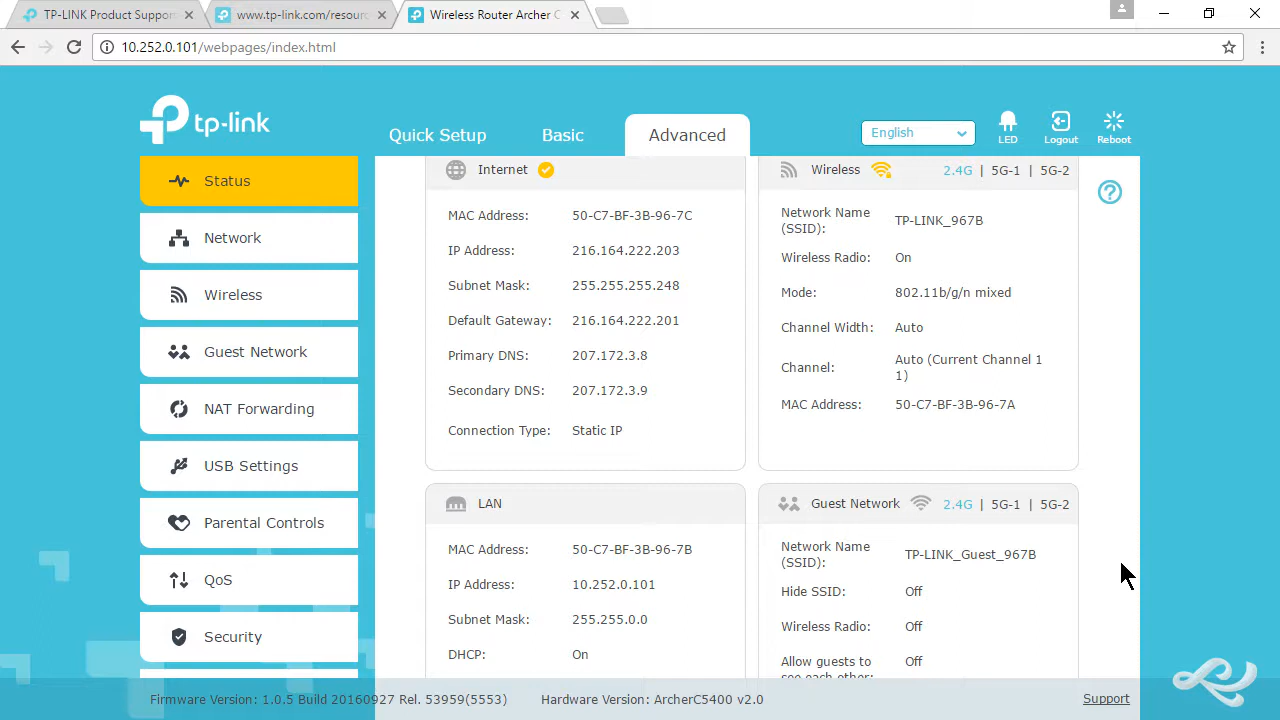 TP-LINK Product Suppor
www.tp-link.com/resour
Wireless Router Archer C
10.252.0.101/webpages/index.html
tp-link
Quick Setup
Basic
Advanced
English
LED
Logout
Reboot
Status
Network
Wireless
Guest Network
NAT Forwarding
USB Settings
Parental Controls
QoS
Security
Internet
MAC Address: 50-C7-BF-3B-96-7C
IP Address: 216.164.222.203
Subnet Mask: 255.255.255.248
Default Gateway: 216.164.222.201
Primary DNS: 207.172.3.8
Secondary DNS: 207.172.3.9
Connection Type: Static IP
Wireless 2.4G | 5G-1 | 5G-2
Network Name
(SSID): TP-LINK_967B
Wireless Radio: On
Mode: 802.11b/g/n mixed
Channel Width: Auto
Channel: Auto (Current Channel 1
1)
MAC Address: 50-C7-BF-3B-96-7A
LAN
MAC Address: 50-C7-BF-3B-96-7B
IP Address: 10.252.0.101
Subnet Mask: 255.255.0.0
DHCP: On
Guest Network 2.4G | 5G-1 | 5G-2
Network Name
(SSID): TP-LINK_Guest_967B
Hide SSID: Off
Wireless Radio: Off
Allow guests to Off
see each other:
Firmware Version: 1.0.5 Build 20160927 Rel. 53959(5553)
Hardware Version: ArcherC5400 v2.0
Support